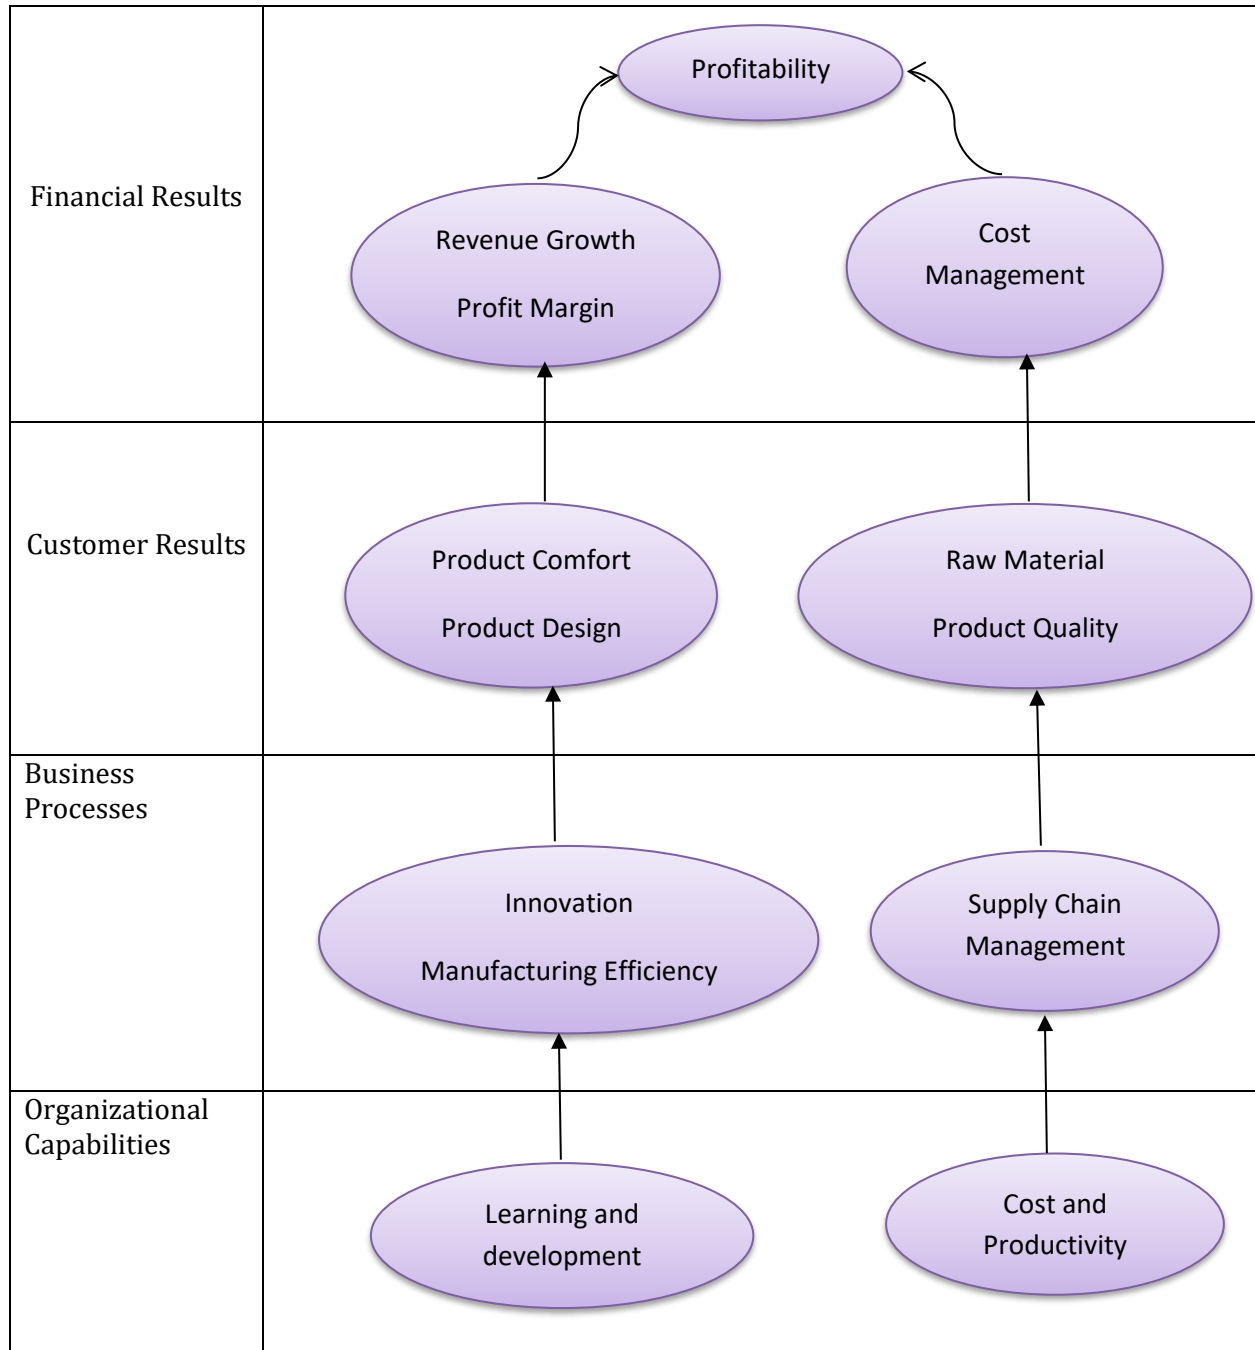 Profitability
Financial Results
Revenue Growth
Profit Margin
Cost
Management
Customer Results
Product Comfort
Product Design
Raw Material
Product Quality
Business
Processes
Innovation
Manufacturing Efficiency
Supply Chain
Management
Organizational
Capabilities
Learning and
development
Cost and
Productivity